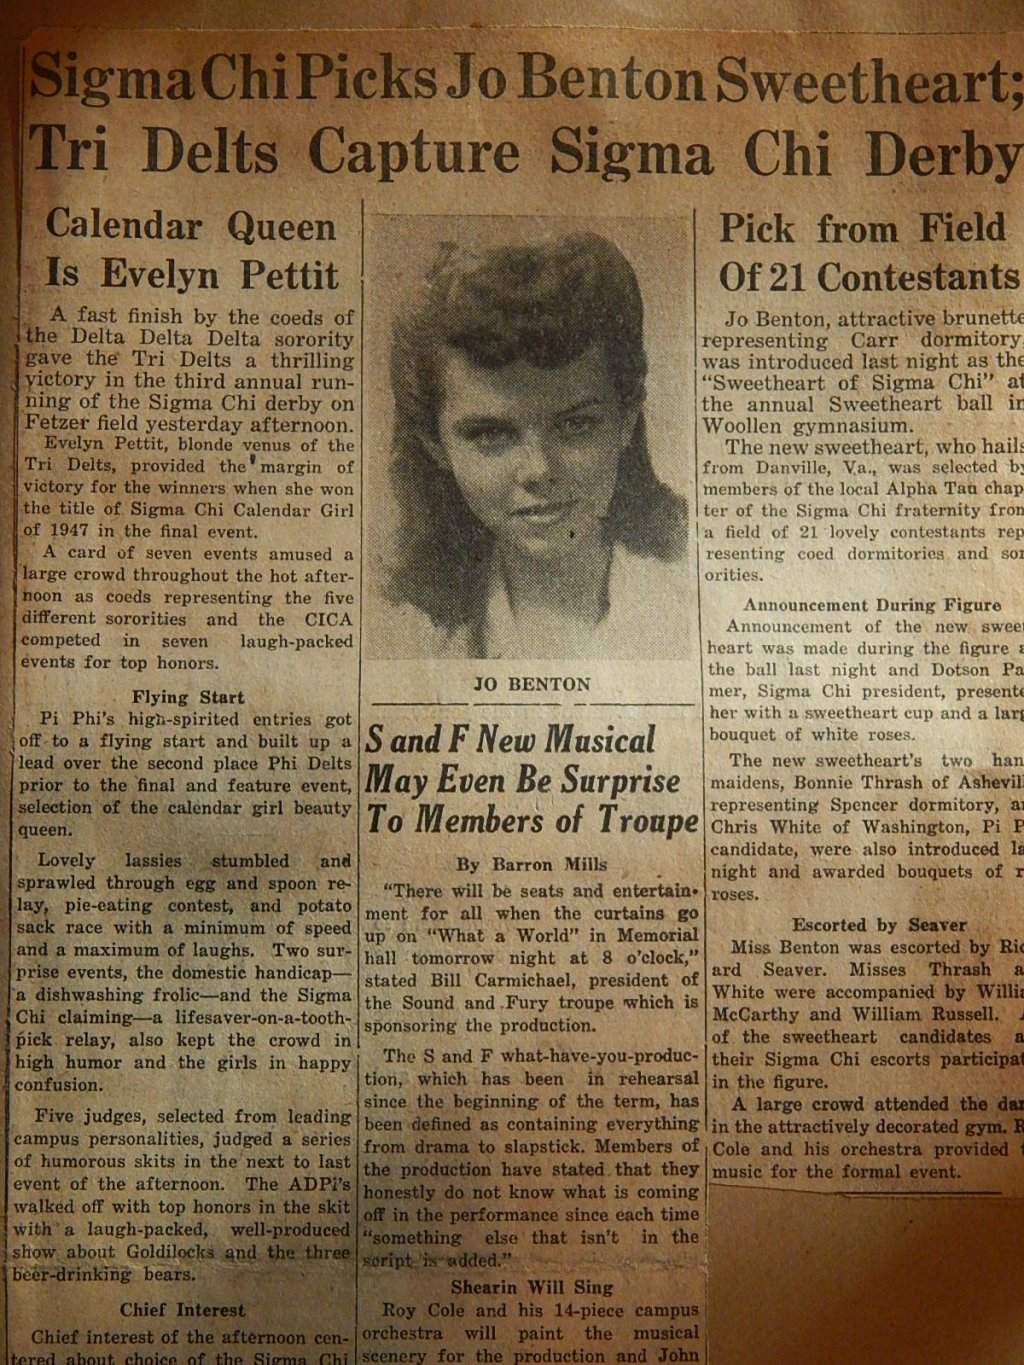 Sigma Chi Picks Jo Benton Sweetheart;
Tri Delts Capture Sigma Chi Derby
Calendar Queen
Is Evelyn Pettit
A fast finish by the coeds of
the Delta Delta Delta sorority
gave the Tri Delts a thrilling
victory in the third annual run-
ning of the Sigma Chi derby on
Fetzer field yesterday afternoon.
Evelyn Pettit, blonde venus of the
Tri Delts, provided the margin of
victory for the winners when she won
the title of Sigma Chi Calendar Girl
of 1947 in the final event.
A card of seven events amused a
large crowd throughout the hot after-
noon as coeds representing the five
different sororities and the CICA
competed in seven laugh-packed
events for top honors.
Flying Start
Pi Phi's high-spirited entries got
off to a flying start and built up a
lead over the second place Phi Delts
prior to the final and feature event,
selection of the calendar girl beauty
queen.
Lovely lassies stumbled and
sprawled through egg and spoon re-
lay, pie-eating contest, and potato
sack race with a minimum of speed
and a maximum of laughs. Two sur-
prise events, the domestic handicap—
a dishwashing frolic—and the Sigma
Chi claiming—a lifesaver-on-a-tooth-
pick relay, also kept the crowd in
high humor and the girls in happy
confusion.
Five judges, selected from leading
campus personalities, judged a series
of humorous skits in the next to last
event of the afternoon. The ADPi's
walked off with top honors in the skit
with a laugh-packed, well-produced
show about Goldilocks and the three
beer-drinking bears.
Chief Interest
Chief interest of the afternoon cen-
tered about choice of the Sigma Chi
JO BENTON
S and F New Musical
May Even Be Surprise
To Members of Troupe
By Barron Mills
"There will be seats and entertain-
ment for all when the curtains go
up on "What a World" in Memorial
hall tomorrow night at 8 o'clock,"
stated Bill Carmichael, president of
the Sound and Fury troupe which is
sponsoring the production.
The S and F what-have-you-produc-
tion, which has been in rehearsal
since the beginning of the term, has
been defined as containing everything
from drama to slapstick. Members of
the production have stated that they
honestly do not know what is coming
off in the performance since each time
"something else that isn't in the
script is added."
Shearin Will Sing
Roy Cole and his 14-piece campus
orchestra will paint the musical
scenery for the production and John
Pick from Field
Of 21 Contestants
Jo Benton, attractive brunette
representing Carr dormitory,
was introduced last night as the
"Sweetheart of Sigma Chi" at
the annual Sweetheart ball in
Woollen gymnasium.
The new sweetheart, who hails
from Danville, Va., was selected by
members of the local Alpha Tau chap-
ter of the Sigma Chi fraternity from
a field of 21 lovely contestants rep-
resenting coed dormitories and sor-
orities.
Announcement During Figure
Announcement of the new sweet-
heart was made during the figure
the ball last night and Dotson Pa
mer, Sigma Chi president, presente
her with a sweetheart cup and a larg
bouquet of white roses.
The new sweetheart's two han
maidens, Bonnie Thrash of Ashevil
representing Spencer dormitory, a
Chris White of Washington, Pi P
candidate, were also introduced la
night and awarded bouquets of r
roses.
Escorted by Seaver
Miss Benton was escorted by Ric
ard Seaver. Misses Thrash a
White were accompanied by Willia
McCarthy and William Russell.
of the sweetheart candidates a
their Sigma Chi escorts participat
in the figure.
A large crowd attended the dan
in the attractively decorated gym. R
Cole and his orchestra provided
music for the formal event.